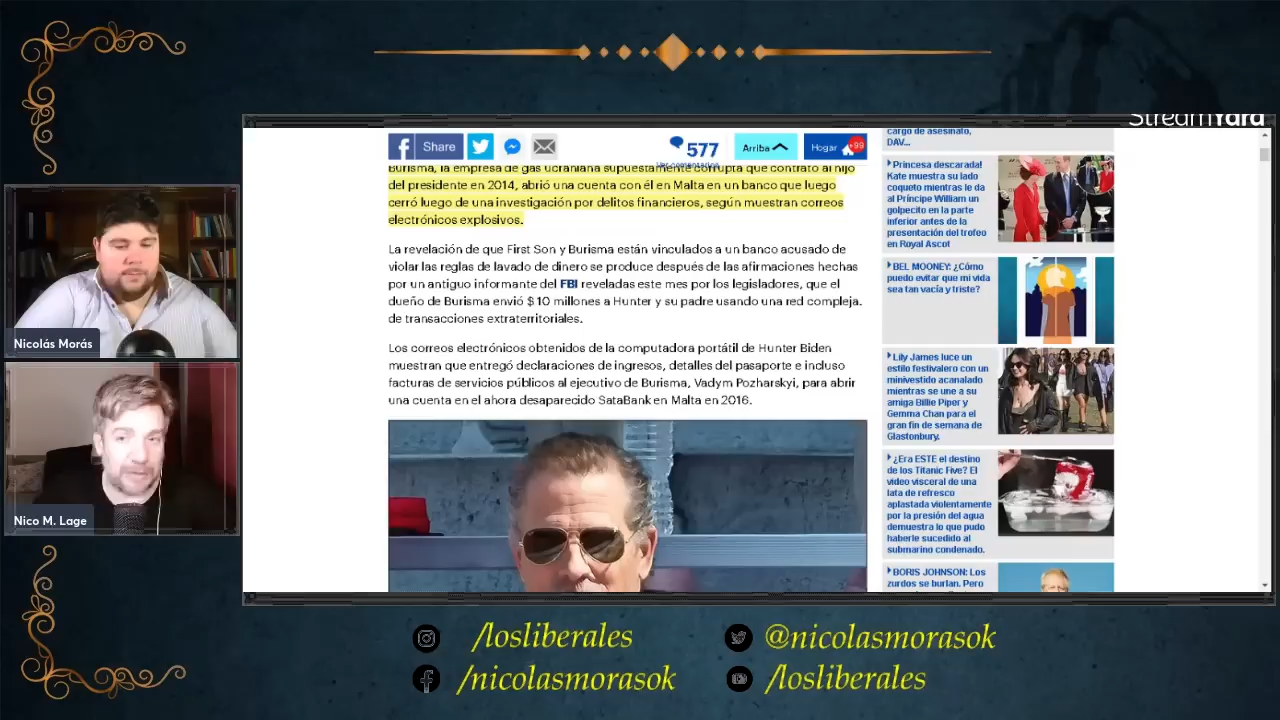 StreamYard
Share
577
Ver comentarios
Arriba
Hogar
+99
Burisma, la empresa de gas ucraniana supuestamente corrupta que contrató al hijo
del presidente en 2014, abrió una cuenta con él en Malta en un banco que luego
cerró luego de una investigación por delitos financieros, según muestran correos
electrónicos explosivos.
La revelación de que First Son y Burisma están vinculados a un banco acusado de
violar las reglas de lavado de dinero se produce después de las afirmaciones hechas
por un antiguo informante del FBI reveladas este mes por los legisladores, que el
dueño de Burisma envió $ 10 millones a Hunter y su padre usando una red compleja.
de transacciones extraterritoriales.
Los correos electrónicos obtenidos de la computadora portátil de Hunter Biden
muestran que entregó declaraciones de ingresos, detalles del pasaporte e incluso
facturas de servicios públicos al ejecutivo de Burisma, Vadym Pozharskyi, para abrir
una cuenta en el ahora desaparecido SataBank en Malta en 2016.
cargo de asesinato,
DAV...
Princesa descarada!
Kate muestra su lado
coqueto mientras le da
al Príncipe William un
golpecito en la parte
inferior antes de la
presentación del trofeo
en Royal Ascot
BEL MOONEY: ¿Cómo
puedo evitar que mi vida
sea tan vacía y triste?
Lily James luce un
estilo festivalero con un
minivestido acanalado
mientras se une a su
amiga Billie Piper y
Gemma Chan para el
gran fin de semana de
Glastonbury.
¿Era ESTE el destino
de los Titanic Five? El
video visceral de una
lata de refresco
aplastada violentamente
por la presión del agua
demuestra lo que pudo
haberle sucedido al
submarino condenado.
BORIS JOHNSON: Los
zurdos se burlan. Pero
Nicolás Morás
Nico M. Lage
/losliberales
@nicolasmorasok
/nicolasmorasok
/losliberales